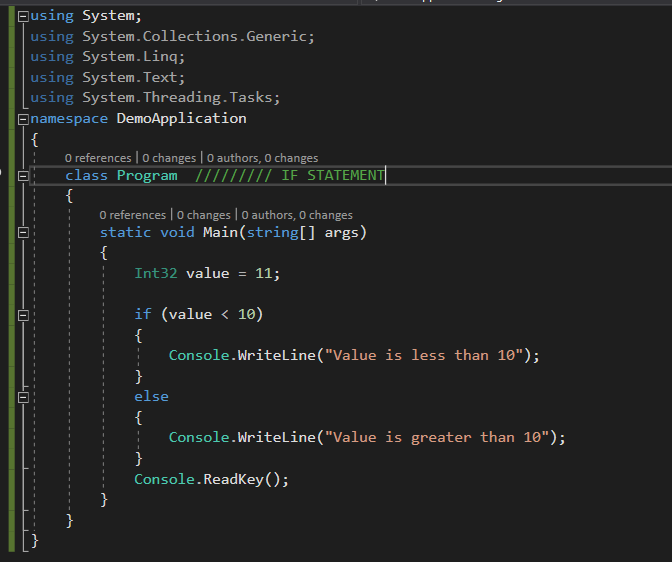 using System;
using System.Collections.Generic;
using System.Linq;
using System.Text;
using System.Threading.Tasks;
namespace DemoApplication
{
0 references | 0 changes | 0 authors, 0 changes
class Program  ///////// IF STATEMENT
{
0 references | 0 changes | 0 authors, 0 changes
static void Main(string[] args)
{
Int32 value = 11;
if (value < 10)
{
Console.WriteLine("Value is less than 10");
}
else
{
Console.WriteLine("Value is greater than 10");
}
Console.ReadKey();
}
}
}